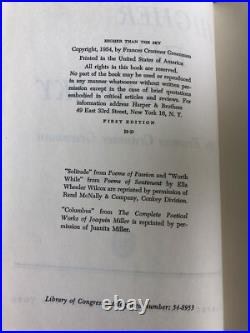 HIGHER THAN THE SKY
Copyright, 1954, by Frances Croenner Greenman
Printed in the United States of America
All rights in this book are reserved.
No part of the book may be used or reproduced
in any manner whatsoever without written per-
mission except in the case of brief quotations
embodied in critical articles and reviews. For
information address Harper & Brothers
49 East 33rd Street, New York 16, N. Y.
FIRST EDITION
"Solitude" from Poems of Passion and "Worth
While" from Poems of Sentiment by Ella
Wheeler Wilcox are reprinted by permission of
Rand McNally & Company, Conkey Division.
"Columbus" from The Complete Poetical
Works of Joaquin Miller is reprinted by per-
mission of Juanita Miller.
Library of Congress number: 54-8953